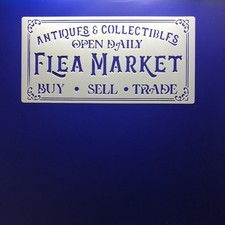 ANTIQUES & COLLECTIBLES
OPEN DAILY
FLEA MARKET
BUY • SELL • TRADE